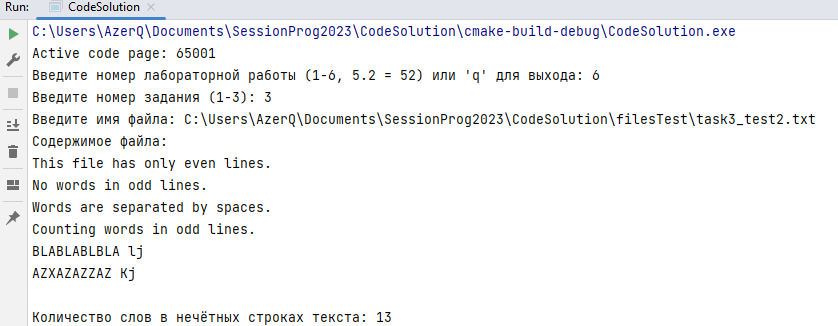 Run: CodeSolution
C:\Users\AzerQ\Documents\SessionProg2023\CodeSolution\cmake-build-debug\CodeSolution.exe
Active code page: 65001
Введите номер лабораторной работы (1-6, 5.2 = 52) или 'q' для выхода: 6
Введите номер задания (1-3): 3
Введите имя файла: C:\Users\AzerQ\Documents\SessionProg2023\CodeSolution\filesTest\task3_test2.txt
Содержимое файла:
This file has only even lines.
No words in odd lines.
Words are separated by spaces.
Counting words in odd lines.
BLABLABLBLA lj
AZXAZAZZAZ Kj
Количество слов в нечётных строках текста: 13